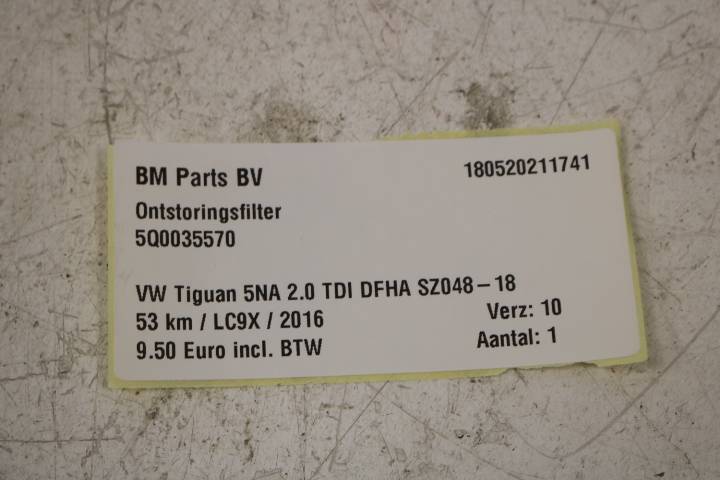 BM Parts BV 180520211741
Ontstoringsfilter
5Q0035570
VW Tiguan 5NA 2.0 TDI DFHA SZ048-18
53 km / LC9X / 2016 Verz: 10
9.50 Euro incl. BTW Aantal: 1